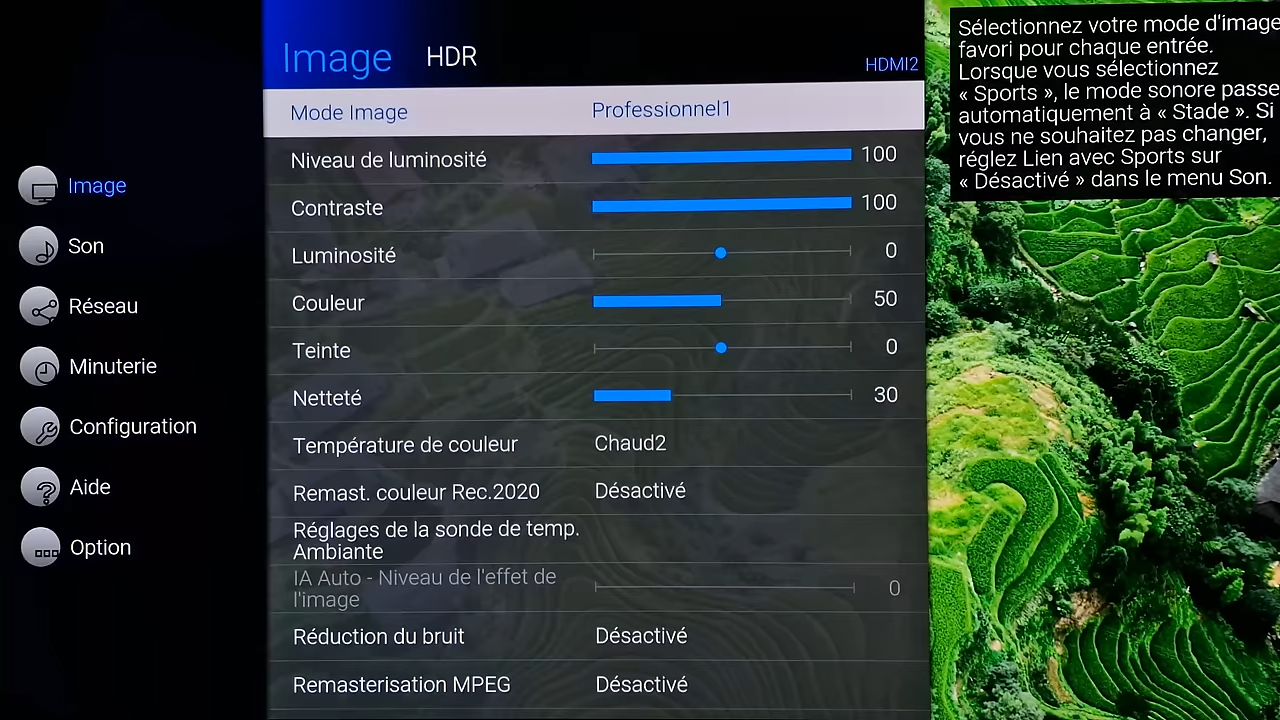 Image HDR
HDMI2
Mode Image Professionnel1
Niveau de luminosité 100
Contraste 100
Luminosité 0
Couleur 50
Teinte 0
Netteté 30
Température de couleur Chaud2
Remast. couleur Rec.2020 Désactivé
Réglages de la sonde de temp.
Ambiante
IA Auto - Niveau de l'effet de
l'image 0
Réduction du bruit Désactivé
Remasterisation MPEG Désactivé
Image
Son
Réseau
Minuterie
Configuration
Aide
Option
Sélectionnez votre mode d'image
favori pour chaque entrée.
Lorsque vous sélectionnez
« Sports », le mode sonore passe
automatiquement à « Stade ». Si
vous ne souhaitez pas changer,
réglez Lien avec Sports sur
« Désactivé » dans le menu Son.